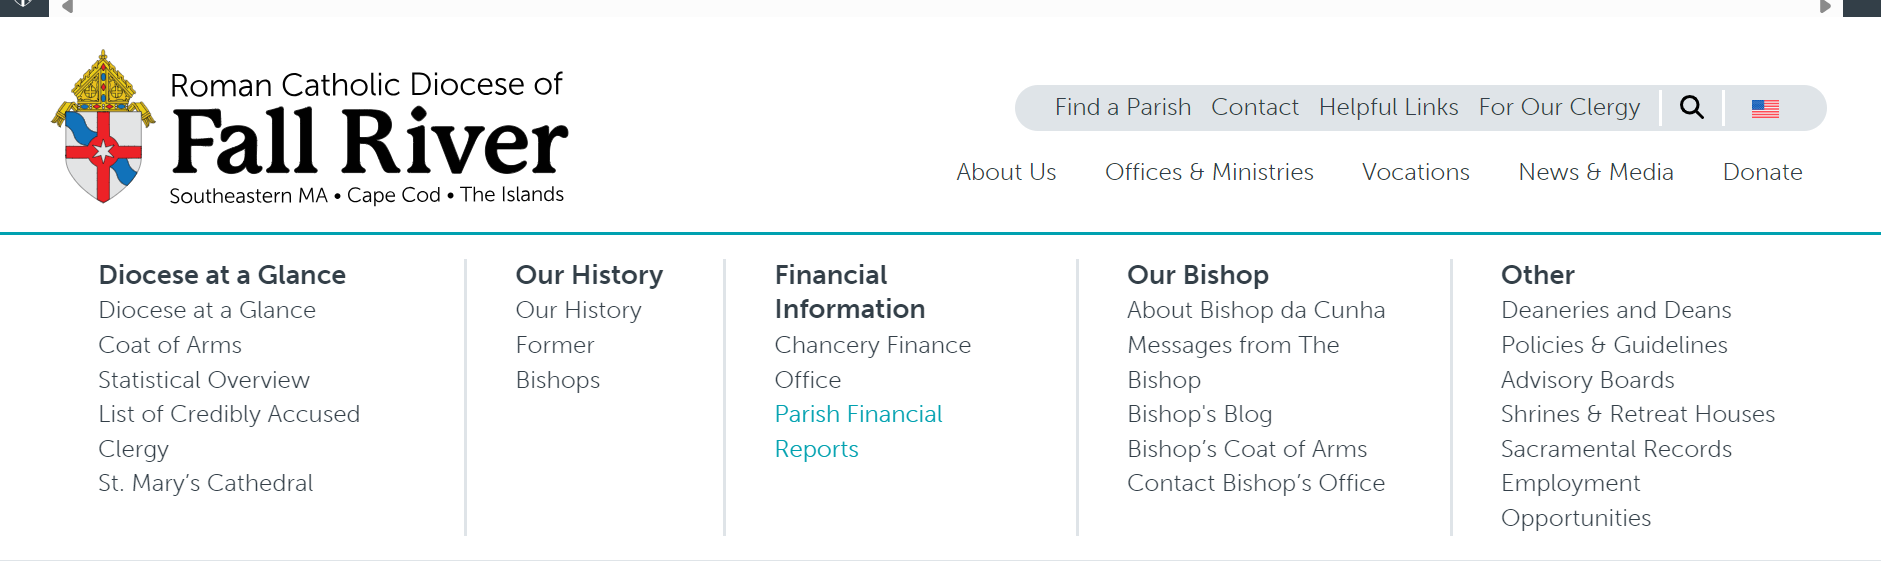 Roman Catholic Diocese of
Fall River
Southeastern MA • Cape Cod • The Islands
Find a Parish Contact Helpful Links For Our Clergy
About Us Offices & Ministries Vocations News & Media Donate
Diocese at a Glance
Diocese at a Glance
Coat of Arms
Statistical Overview
List of Credibly Accused
Clergy
St. Mary’s Cathedral
Our History
Our History
Former
Bishops
Financial
Information
Chancery Finance
Office
Parish Financial
Reports
Our Bishop
About Bishop da Cunha
Messages from The
Bishop
Bishop's Blog
Bishop’s Coat of Arms
Contact Bishop’s Office
Other
Deaneries and Deans
Policies & Guidelines
Advisory Boards
Shrines & Retreat Houses
Sacramental Records
Employment
Opportunities